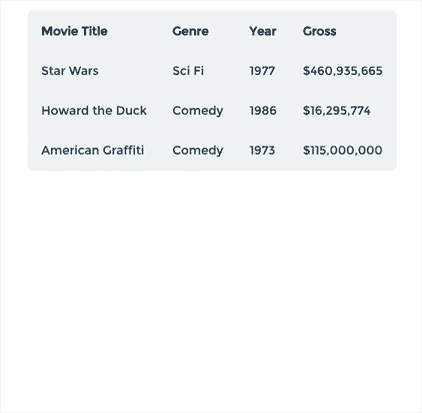 Movie Title Genre Year Gross
Star Wars Sci Fi 1977 $460,935,665
Howard the Duck Comedy 1986 $16,295,774
American Graffiti Comedy 1973 $115,000,000